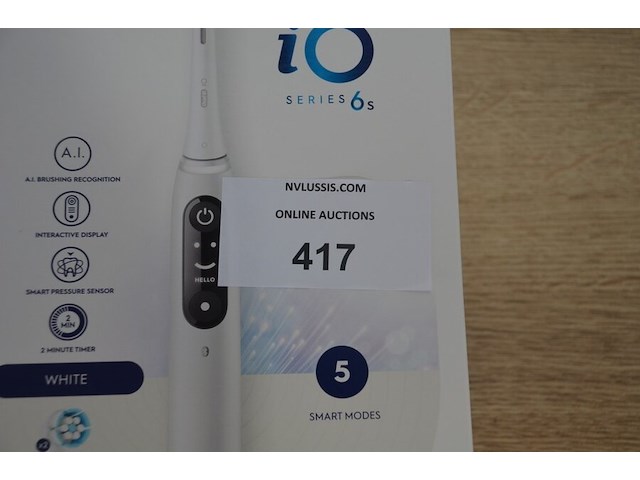 iO
SERIES 6s
A.I.
A.I. BRUSHING RECOGNITION
INTERACTIVE DISPLAY
SMART PRESSURE SENSOR
2
MIN
2 MINUTE TIMER
WHITE
x2
HELLO
NVLUSSIS.COM
ONLINE AUCTIONS
417
5
SMART MODES